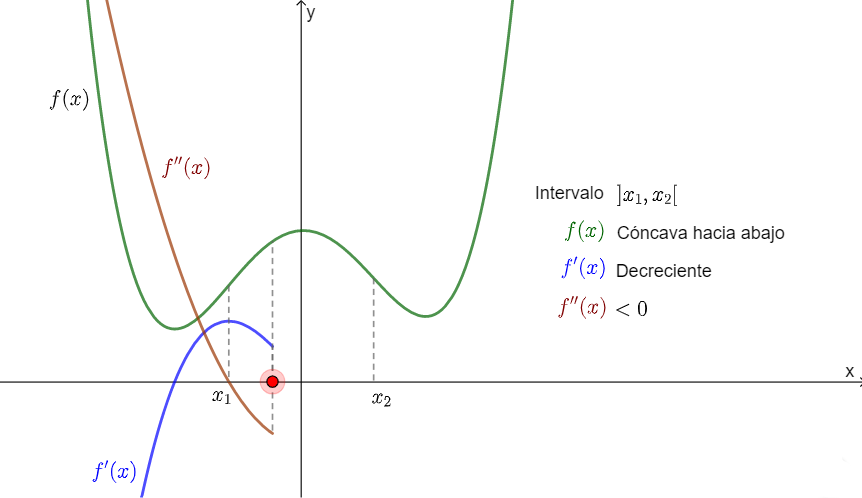 y
f(x)
f''(x)
Intervalo ]x₁, x₂[
f(x) Cóncava hacia abajo
f'(x) Decreciente
f''(x) < 0
x
x₁
x₂
f'(x)